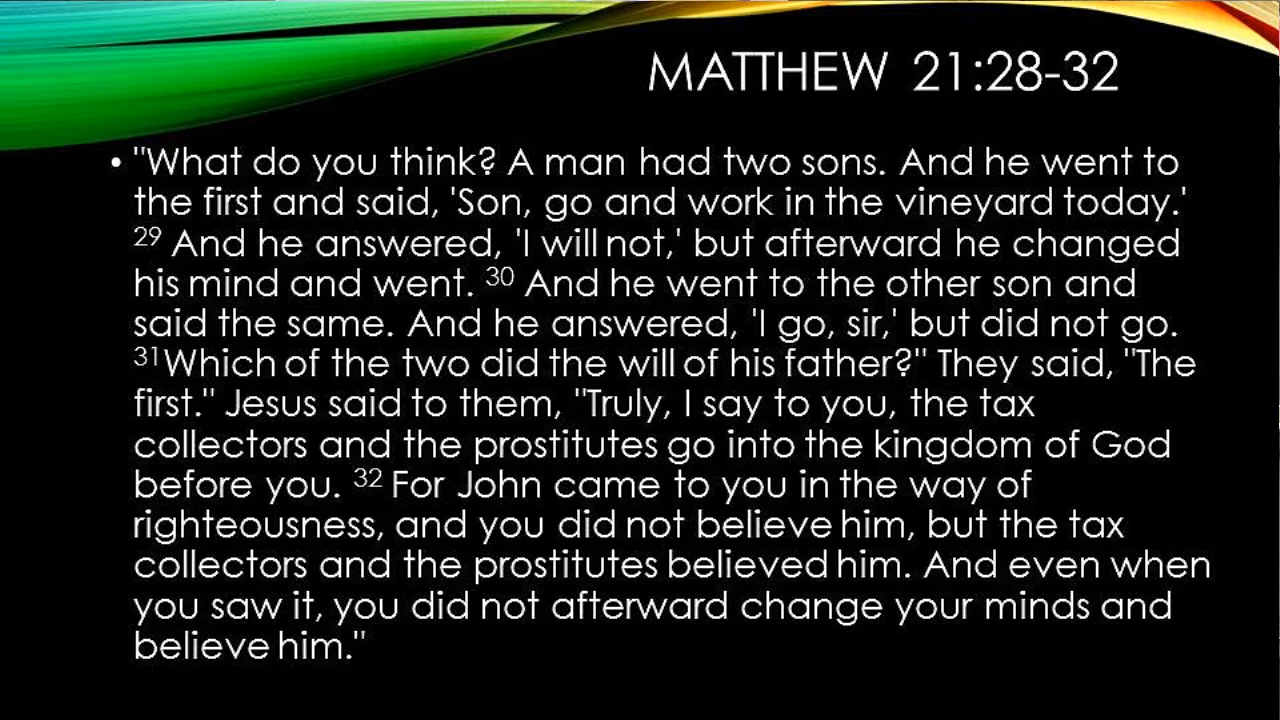 MATTHEW 21:28-32
• "What do you think? A man had two sons. And he went to
the first and said, 'Son, go and work in the vineyard today.'
29 And he answered, 'I will not,' but afterward he changed
his mind and went. 30 And he went to the other son and
said the same. And he answered, 'I go, sir,' but did not go.
31Which of the two did the will of his father?" They said, "The
first." Jesus said to them, "Truly, I say to you, the tax
collectors and the prostitutes go into the kingdom of God
before you. 32 For John came to you in the way of
righteousness, and you did not believe him, but the tax
collectors and the prostitutes believed him. And even when
you saw it, you did not afterward change your minds and
believe him."